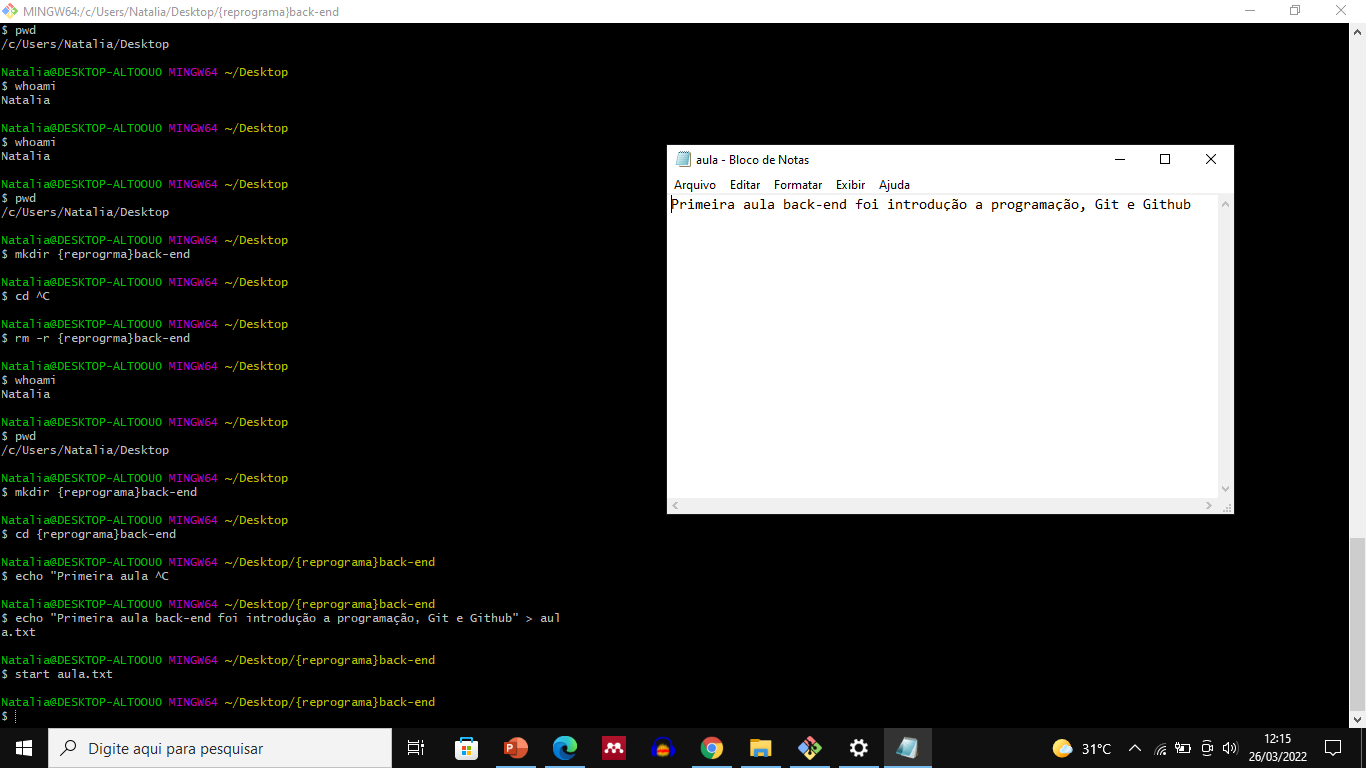 MINGW64:/c/Users/Natalia/Desktop/{reprograma}back-end
$ pwd
/c/Users/Natalia/Desktop
Natalia@DESKTOP-ALTOOUO MINGW64 ~/Desktop
$ whoami
Natalia
Natalia@DESKTOP-ALTOOUO MINGW64 ~/Desktop
$ whoami
Natalia
Natalia@DESKTOP-ALTOOUO MINGW64 ~/Desktop
$ pwd
/c/Users/Natalia/Desktop
Natalia@DESKTOP-ALTOOUO MINGW64 ~/Desktop
$ mkdir {reprogrma}back-end
Natalia@DESKTOP-ALTOOUO MINGW64 ~/Desktop
$ cd ^C
Natalia@DESKTOP-ALTOOUO MINGW64 ~/Desktop
$ rm -r {reprogrma}back-end
Natalia@DESKTOP-ALTOOUO MINGW64 ~/Desktop
$ whoami
Natalia
Natalia@DESKTOP-ALTOOUO MINGW64 ~/Desktop
$ pwd
/c/Users/Natalia/Desktop
Natalia@DESKTOP-ALTOOUO MINGW64 ~/Desktop
$ mkdir {reprograma}back-end
Natalia@DESKTOP-ALTOOUO MINGW64 ~/Desktop
$ cd {reprograma}back-end
Natalia@DESKTOP-ALTOOUO MINGW64 ~/Desktop/{reprograma}back-end
$ echo "Primeira aula ^C
Natalia@DESKTOP-ALTOOUO MINGW64 ~/Desktop/{reprograma}back-end
$ echo "Primeira aula back-end foi introdução a programação, Git e Github" > aul
a.txt
Natalia@DESKTOP-ALTOOUO MINGW64 ~/Desktop/{reprograma}back-end
$ start aula.txt
Natalia@DESKTOP-ALTOOUO MINGW64 ~/Desktop/{reprograma}back-end
$
aula - Bloco de Notas
Arquivo Editar Formatar Exibir Ajuda
Primeira aula back-end foi introdução a programação, Git e Github
Digite aqui para pesquisar
31°C
12:15
26/03/2022